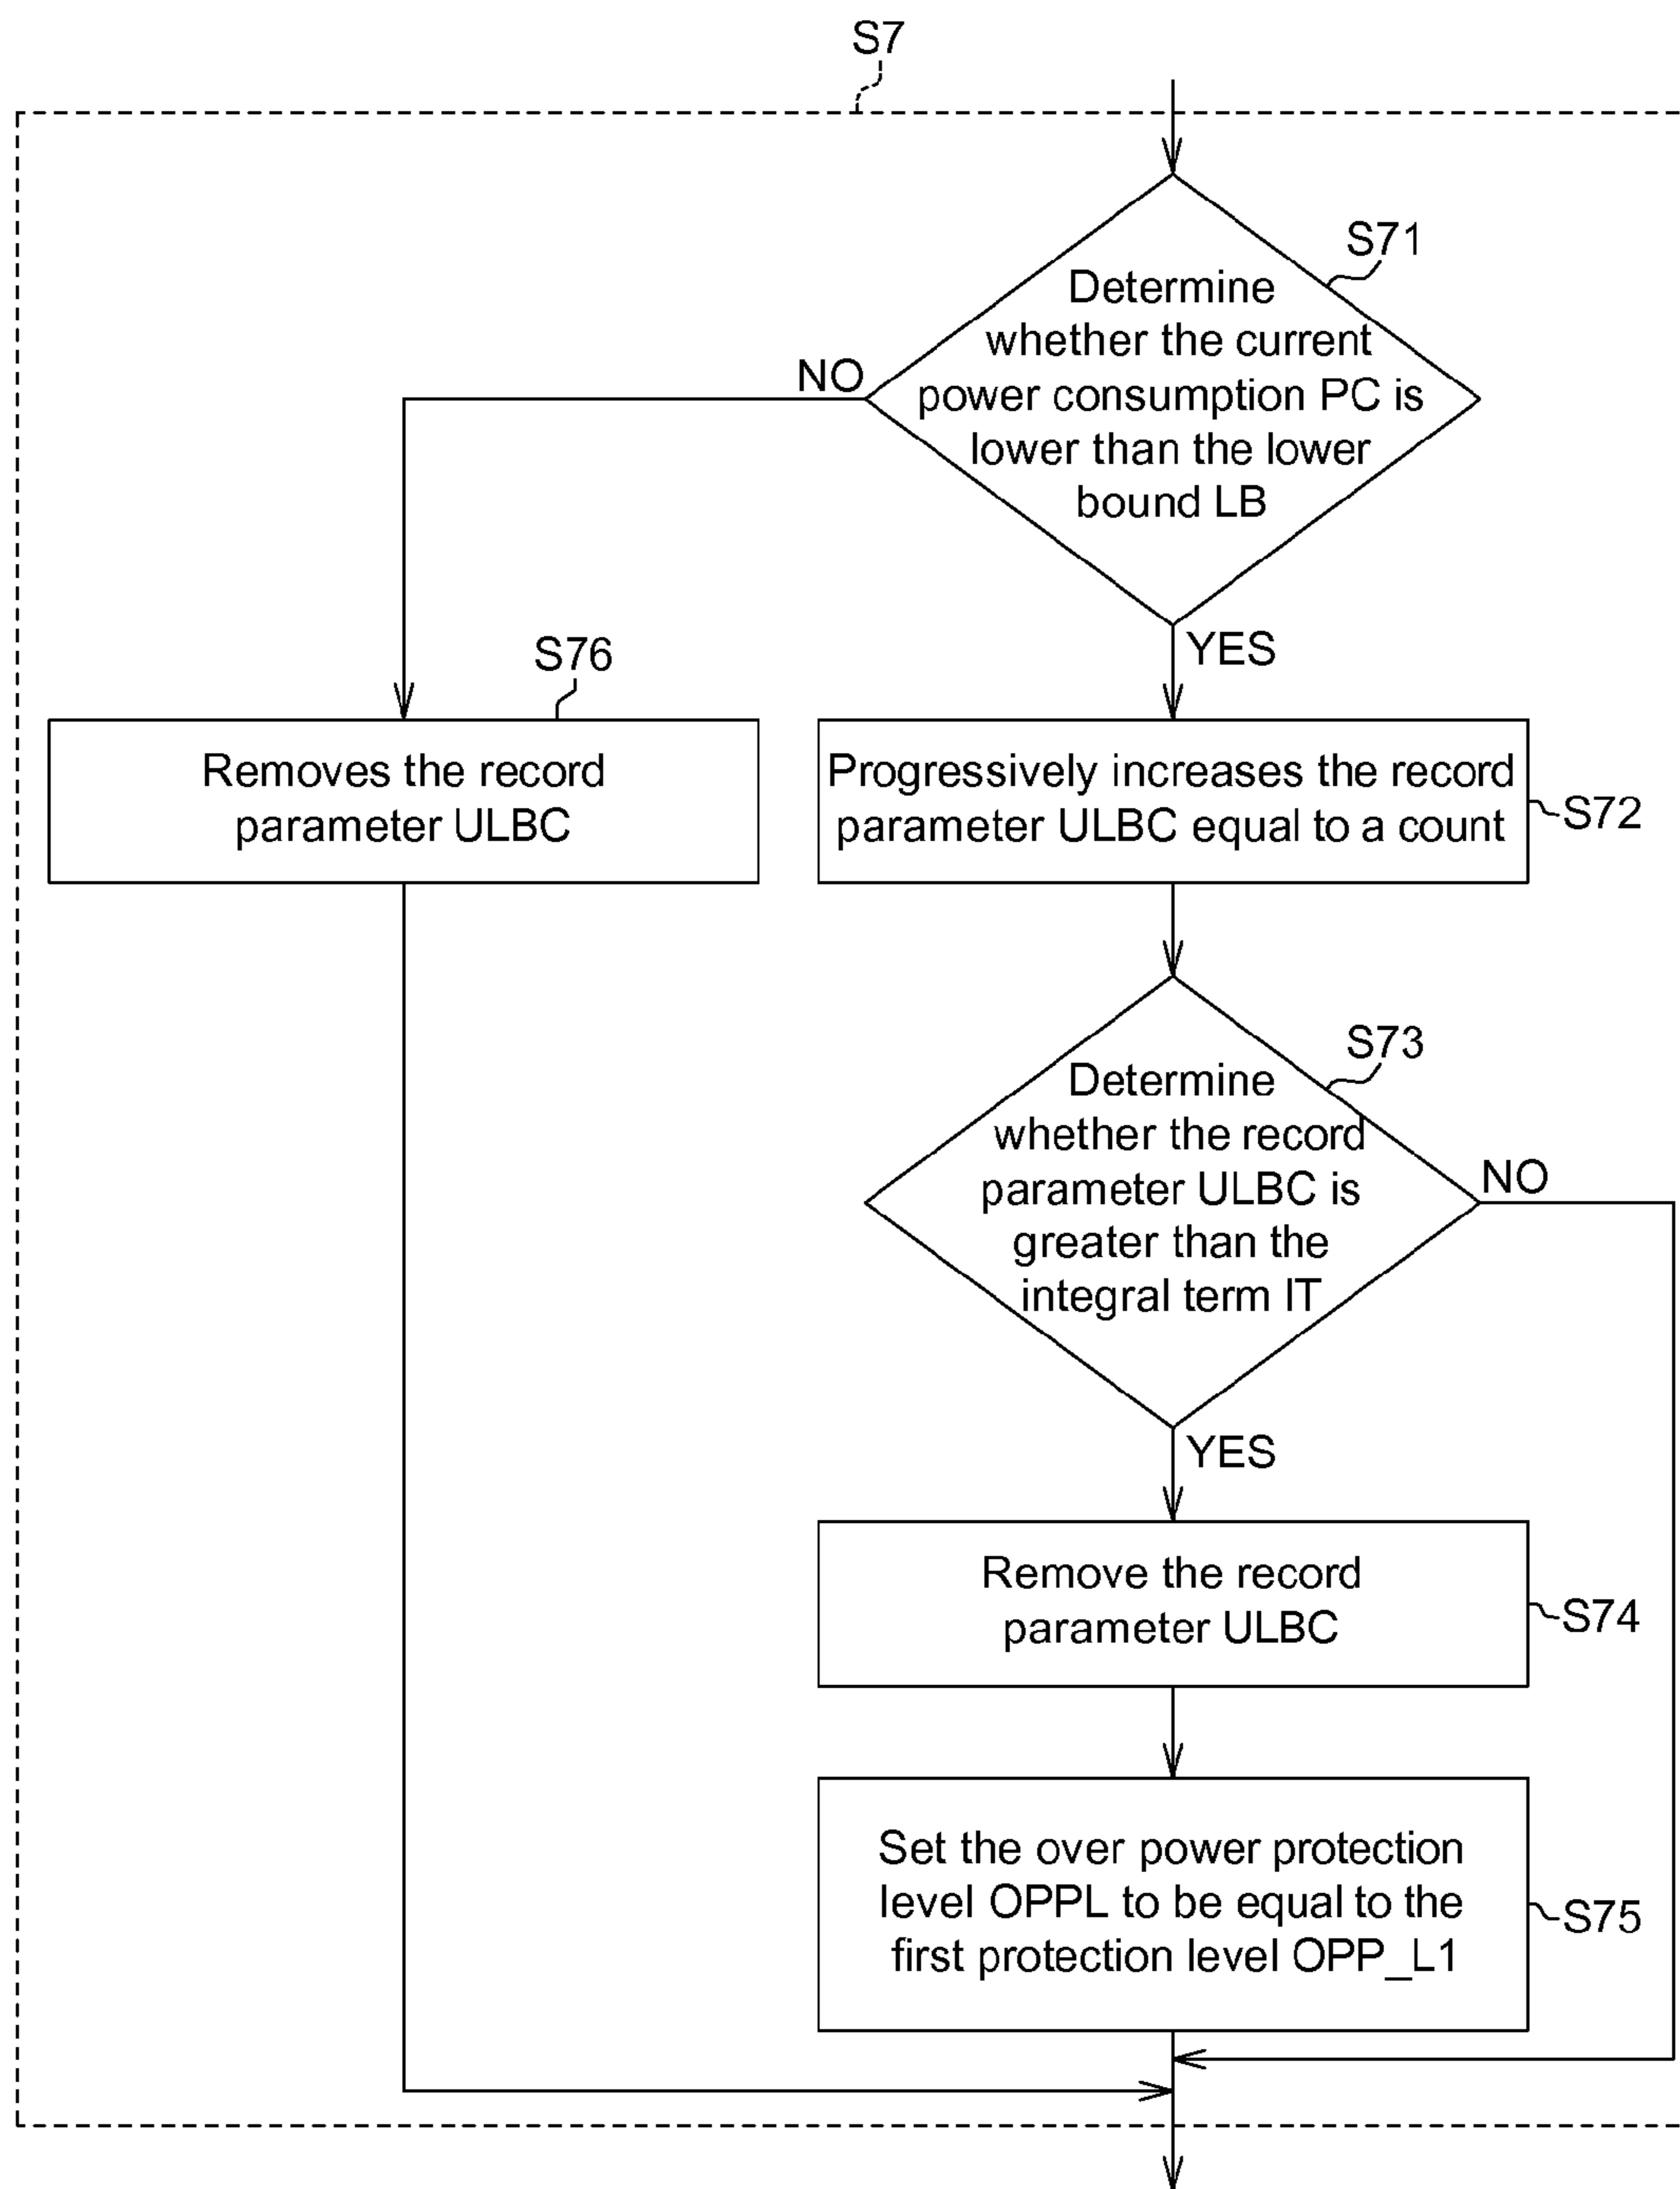 S7
S71
Determine
whether the current
power consumption PC is
lower than the lower
bound LB
NO
YES
S76
Removes the record
parameter ULBC
Progressively increases the record
parameter ULBC equal to a count
S72
S73
Determine
whether the record
parameter ULBC is
greater than the
integral term IT
NO
YES
Remove the record
parameter ULBC
S74
Set the over power protection
level OPPL to be equal to the
first protection level OPP_L1
S75